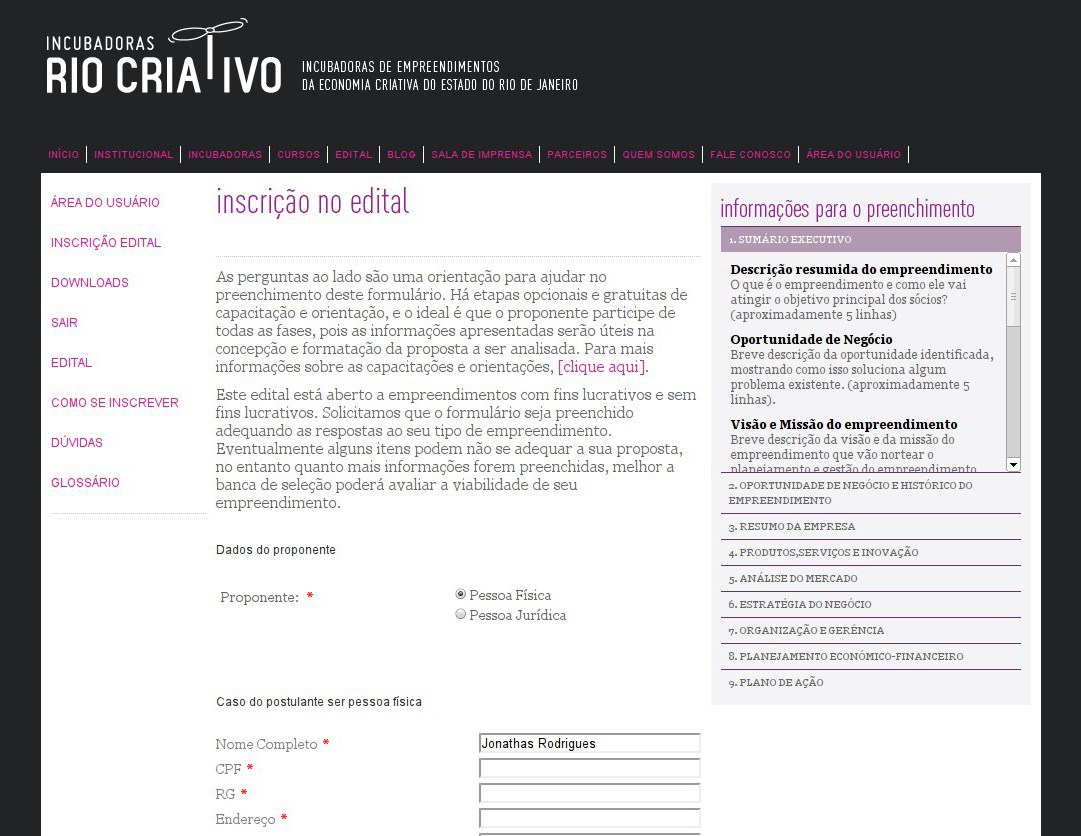 INCUBADORAS
RIO CRIATIVO
INCUBADORAS DE EMPREENDIMENTOS
DA ECONOMIA CRIATIVA DO ESTADO DO RIO DE JANEIRO
INÍCIO INSTITUCIONAL INCUBADORAS CURSOS EDITAL BLOG SALA DE IMPRENSA PARCEIROS QUEM SOMOS FALE CONOSCO ÁREA DO USUÁRIO
ÁREA DO USUÁRIO
INSCRIÇÃO EDITAL
DOWNLOADS
SAIR
EDITAL
COMO SE INSCREVER
DÚVIDAS
GLOSSÁRIO
inscrição no edital
As perguntas ao lado são uma orientação para ajudar no
preenchimento deste formulário. Há etapas opcionais e gratuitas de
capacitação e orientação, e o ideal é que o proponente participe de
todas as fases, pois as informações apresentadas serão úteis na
concepção e formatação da proposta a ser analisada. Para mais
informações sobre as capacitações e orientações, [clique aqui].
Este edital está aberto a empreendimentos com fins lucrativos e sem
fins lucrativos. Solicitamos que o formulário seja preenchido
adequando as respostas ao seu tipo de empreendimento.
Eventualmente alguns itens podem não se adequar a sua proposta,
no entanto quanto mais informações forem preenchidas, melhor a
banca de seleção poderá avaliar a viabilidade de seu
empreendimento.
Dados do proponente
Proponente: * Pessoa Física
Pessoa Jurídica
Caso do postulante ser pessoa física
Nome Completo * Jonathas Rodrigues
CPF *
RG *
Endereço *
informações para o preenchimento
1. SUMÁRIO EXECUTIVO
Descrição resumida do empreendimento
O que é o empreendimento e como ele vai
atingir o objetivo principal dos sócios?
(aproximadamente 5 linhas)
Oportunidade de Negócio
Breve descrição da oportunidade identificada,
mostrando como isso soluciona algum
problema existente. (aproximadamente 5
linhas).
Visão e Missão do empreendimento
Breve descrição da visão e da missão do
empreendimento que vão nortear o
planejamento e gestão do empreendimento
2. OPORTUNIDADE DE NEGÓCIO E HISTÓRICO DO
EMPREENDIMENTO
3. RESUMO DA EMPRESA
4. PRODUTOS,SERVIÇOS E INOVAÇÃO
5. ANÁLISE DO MERCADO
6. ESTRATÉGIA DO NEGÓCIO
7. ORGANIZAÇÃO E GERÊNCIA
8. PLANEJAMENTO ECONÓMICO-FINANCEIRO
9. PLANO DE AÇÃO